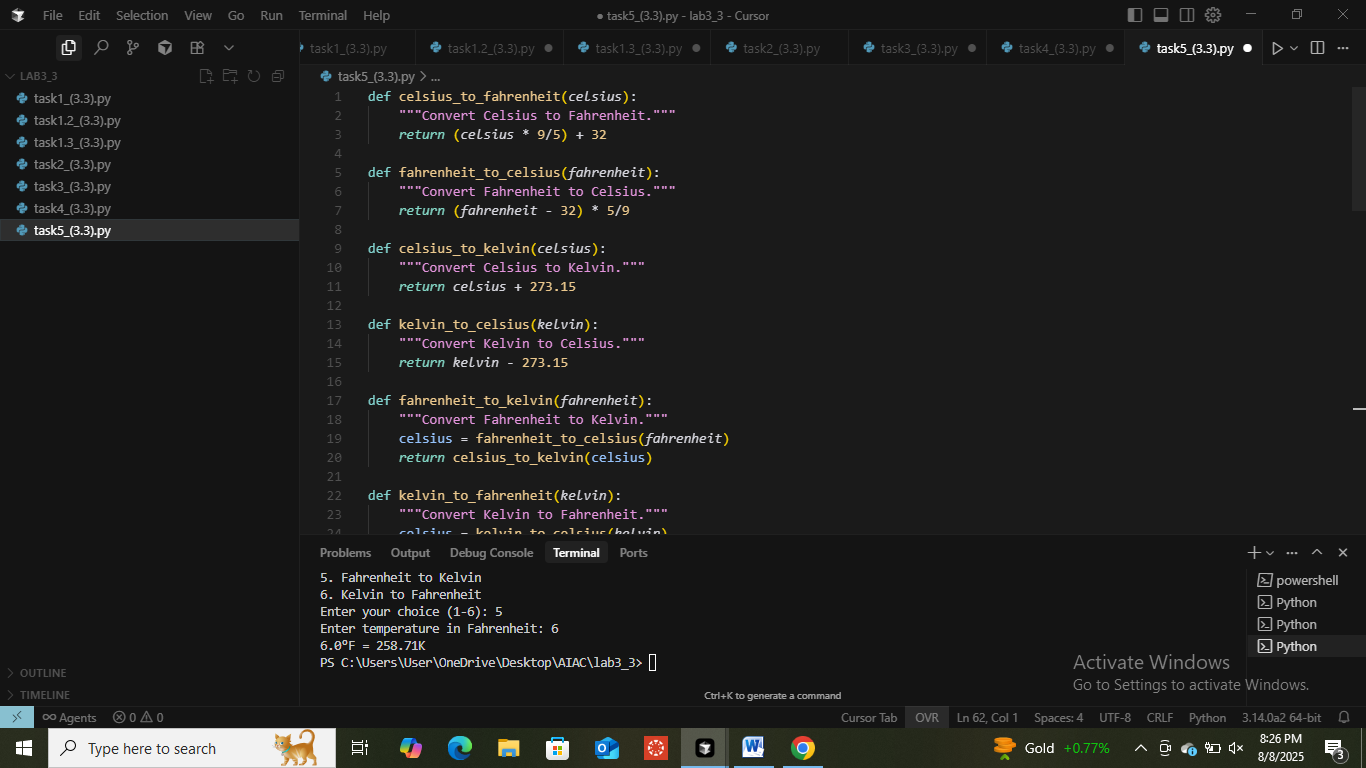 File Edit Selection View Go Run Terminal Help
● task5_(3.3).py - lab3_3 - Cursor
task1_(3.3).py task1.2_(3.3).py task1.3_(3.3).py task2_(3.3).py task3_(3.3).py task4_(3.3).py task5_(3.3).py
LAB3_3
task1_(3.3).py
task1.2_(3.3).py
task1.3_(3.3).py
task2_(3.3).py
task3_(3.3).py
task4_(3.3).py
task5_(3.3).py
OUTLINE
TIMELINE
task5_(3.3).py > ...
1 def celsius_to_fahrenheit(celsius):
2 """Convert Celsius to Fahrenheit."""
3 return (celsius * 9/5) + 32
4
5 def fahrenheit_to_celsius(fahrenheit):
6 """Convert Fahrenheit to Celsius."""
7 return (fahrenheit - 32) * 5/9
8
9 def celsius_to_kelvin(celsius):
10 """Convert Celsius to Kelvin."""
11 return celsius + 273.15
12
13 def kelvin_to_celsius(kelvin):
14 """Convert Kelvin to Celsius."""
15 return kelvin - 273.15
16
17 def fahrenheit_to_kelvin(fahrenheit):
18 """Convert Fahrenheit to Kelvin."""
19 celsius = fahrenheit_to_celsius(fahrenheit)
20 return celsius_to_kelvin(celsius)
21
22 def kelvin_to_fahrenheit(kelvin):
23 """Convert Kelvin to Fahrenheit."""
24 celsius = kelvin_to_celsius(kelvin)
Problems Output Debug Console Terminal Ports
5. Fahrenheit to Kelvin
6. Kelvin to Fahrenheit
Enter your choice (1-6): 5
Enter temperature in Fahrenheit: 6
6.0°F = 258.71K
PS C:\Users\User\OneDrive\Desktop\AIAC\lab3_3>
Ctrl+K to generate a command
powershell
Python
Python
Python
Activate Windows
Go to Settings to activate Windows.
Agents 0 0
Cursor Tab OVR Ln 62, Col 1 Spaces: 4 UTF-8 CRLF Python 3.14.0a2 64-bit
Type here to search
Gold +0.77%
8:26 PM
8/8/2025
3